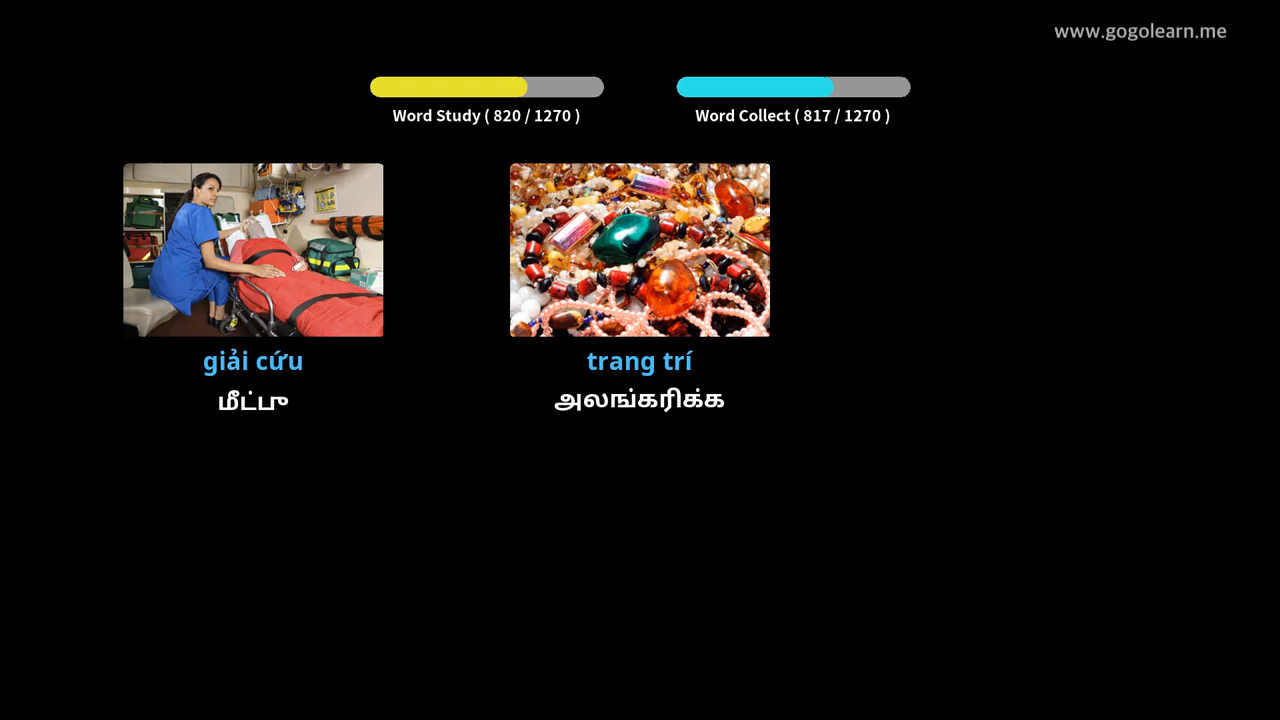 www.gogolearn.me
Word Study ( 820 / 1270 )
Word Collect ( 817 / 1270 )
giải cứu
மீட்பு
trang trí
அலங்கரிக்க